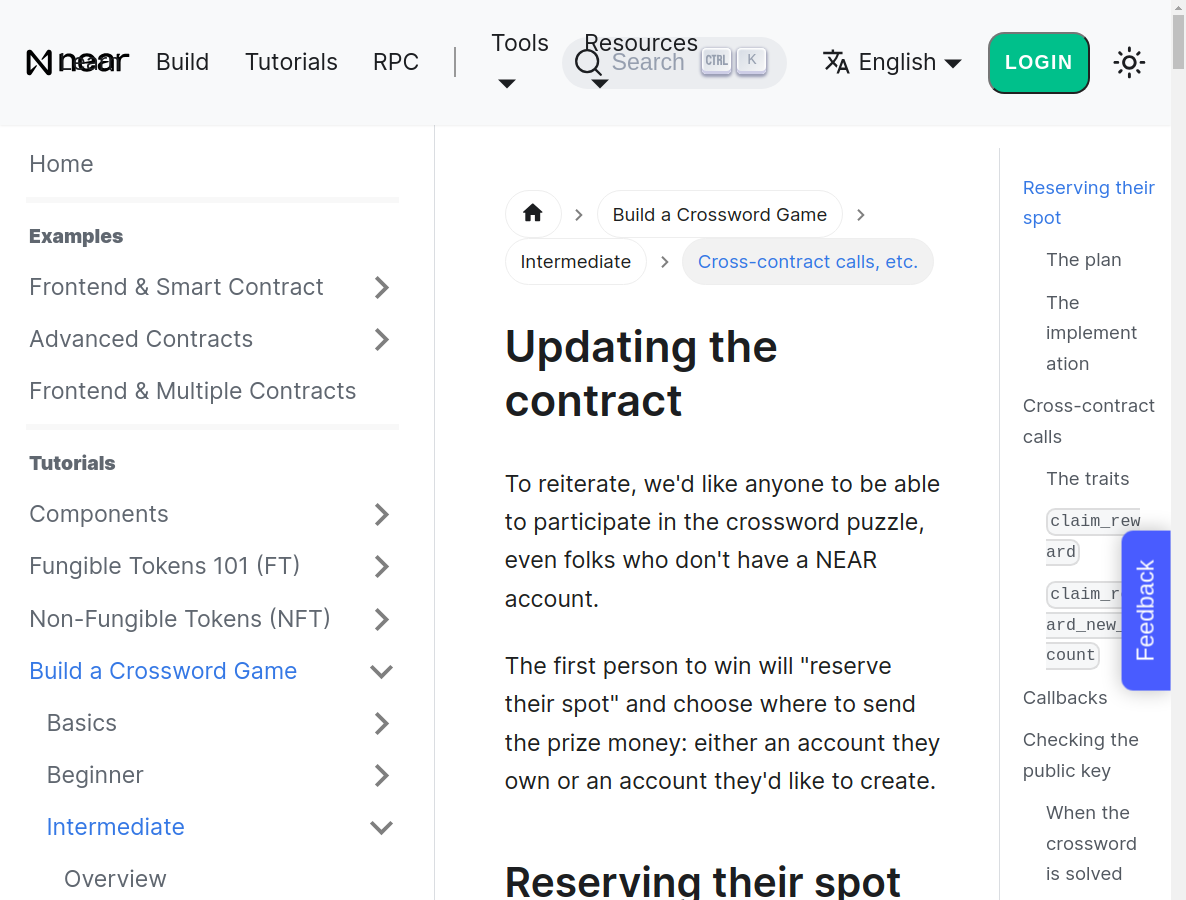 near
Learn
Build
Tutorials
RPC
Tools
Resources
Search
CTRL
K
English
LOGIN
Home
Examples
Frontend & Smart Contract
Advanced Contracts
Frontend & Multiple Contracts
Tutorials
Components
Fungible Tokens 101 (FT)
Non-Fungible Tokens (NFT)
Build a Crossword Game
Basics
Beginner
Intermediate
Overview
Build a Crossword Game
Intermediate
Cross-contract calls, etc.
Updating the
contract
To reiterate, we'd like anyone to be able
to participate in the crossword puzzle,
even folks who don't have a NEAR
account.
The first person to win will "reserve
their spot" and choose where to send
the prize money: either an account they
own or an account they'd like to create.
Reserving their spot
Reserving their
spot
The plan
The
implement
ation
Cross-contract
calls
The traits
claim_rew
ard
ard_new_
count
Callbacks
Checking the
public key
When the
crossword
is solved
Feedback